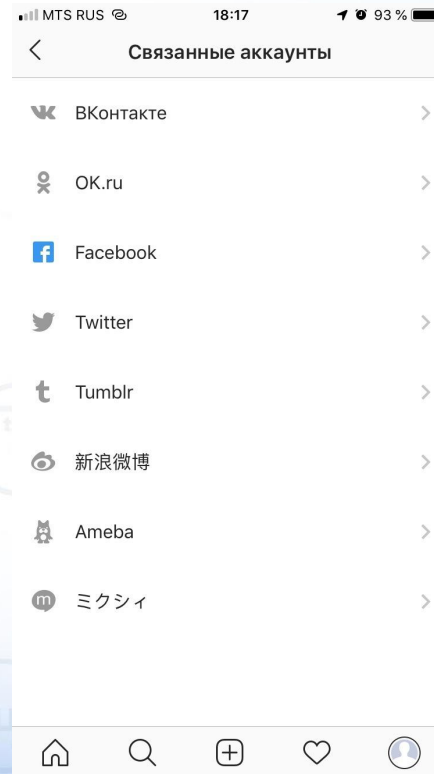 MTS RUS 18:17 93 %
Связанные аккаунты
ВКонтакте
OK.ru
Facebook
Twitter
Tumblr
新浪微博
Ameba
ミクシィ